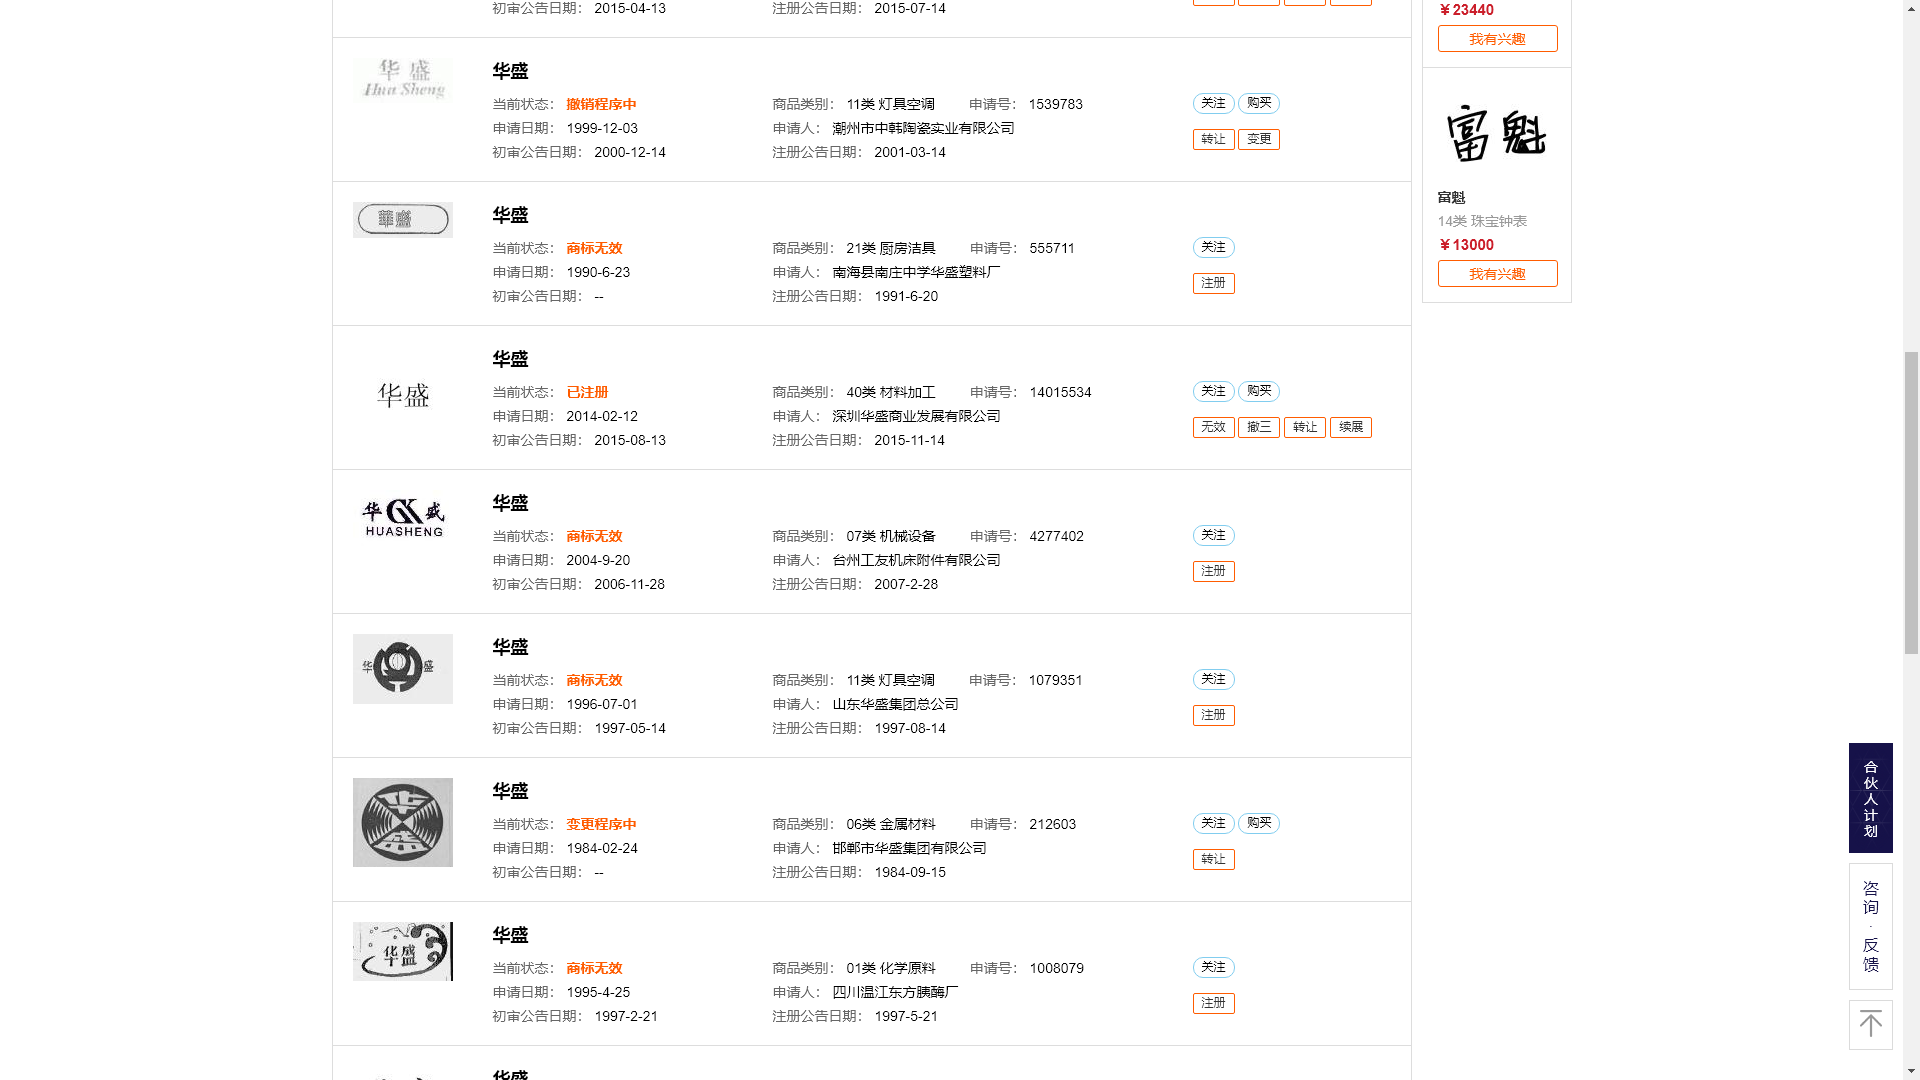 初审公告日期： 2015-04-13 注册公告日期： 2015-07-14
华盛
Hua Sheng
华盛
当前状态： 撤销程序中 商品类别： 11类 灯具空调 申请号： 1539783 关注 购买
申请日期： 1999-12-03 申请人： 潮州市中韩陶瓷实业有限公司 转让 变更
初审公告日期： 2000-12-14 注册公告日期： 2001-03-14
華盛
华盛
当前状态： 商标无效 商品类别： 21类 厨房洁具 申请号： 555711 关注
申请日期： 1990-6-23 申请人： 南海县南庄中学华盛塑料厂 注册
初审公告日期： -- 注册公告日期： 1991-6-20
华盛
华盛
当前状态： 已注册 商品类别： 40类 材料加工 申请号： 14015534 关注 购买
申请日期： 2014-02-12 申请人： 深圳华盛商业发展有限公司 无效 撤三 转让 续展
初审公告日期： 2015-08-13 注册公告日期： 2015-11-14
华 盛
HUASHENG
华盛
当前状态： 商标无效 商品类别： 07类 机械设备 申请号： 4277402 关注
申请日期： 2004-9-20 申请人： 台州工友机床附件有限公司 注册
初审公告日期： 2006-11-28 注册公告日期： 2007-2-28
华 盛
华盛
当前状态： 商标无效 商品类别： 11类 灯具空调 申请号： 1079351 关注
申请日期： 1996-07-01 申请人： 山东华盛集团总公司 注册
初审公告日期： 1997-05-14 注册公告日期： 1997-08-14
华盛
华盛
当前状态： 变更程序中 商品类别： 06类 金属材料 申请号： 212603 关注 购买
申请日期： 1984-02-24 申请人： 邯郸市华盛集团有限公司 转让
初审公告日期： -- 注册公告日期： 1984-09-15
华盛
华盛
当前状态： 商标无效 商品类别： 01类 化学原料 申请号： 1008079 关注
申请日期： 1995-4-25 申请人： 四川温江东方胰酶厂 注册
初审公告日期： 1997-2-21 注册公告日期： 1997-5-21
华盛
￥23440
我有兴趣
富魁
富魁
14类 珠宝钟表
￥13000
我有兴趣
合伙人计划
咨询·反馈